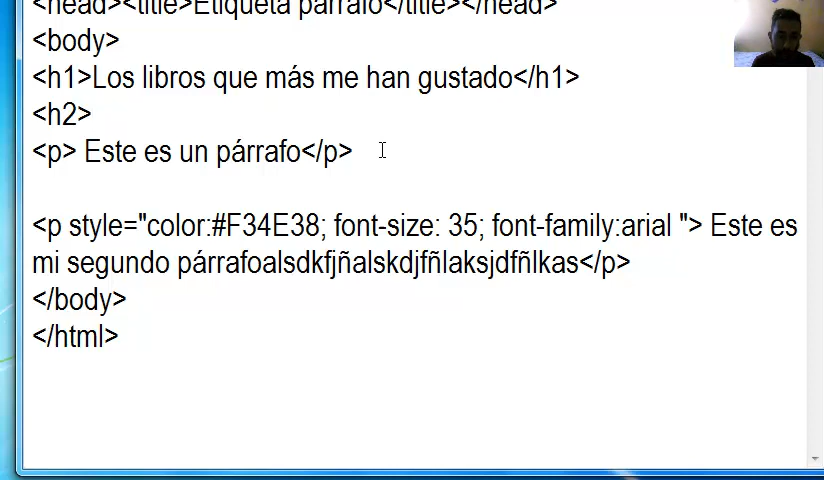 <head><title>Etiqueta párrafo</title></head>
<body>
<h1>Los libros que más me han gustado</h1>
<h2>
<p> Este es un párrafo</p>
<p style="color:#F34E38; font-size: 35; font-family:arial "> Este es
mi segundo párrafoalsdkfjñalskdjfñlaksjdfñlkas</p>
</body>
</html>